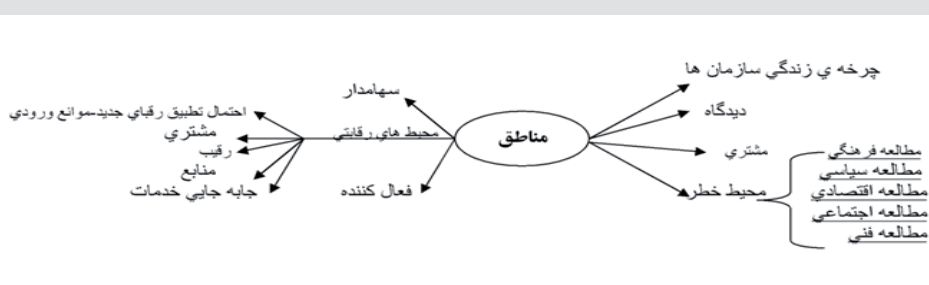 چرخه ي زندگي سازمان ها
ديدگاه
مشتري
محيط خطر
مطالعه فرهنگي
مطالعه سياسي
مطالعه اقتصادي
مطالعه اجتماعي
مطالعه فني
مناطق
سهامدار
محيط هاي رقابتي
فعال كننده
احتمال تطبيق رقباي جديد-موانع ورودي
مشتري
رقيب
منابع
جابه جايي خدمات